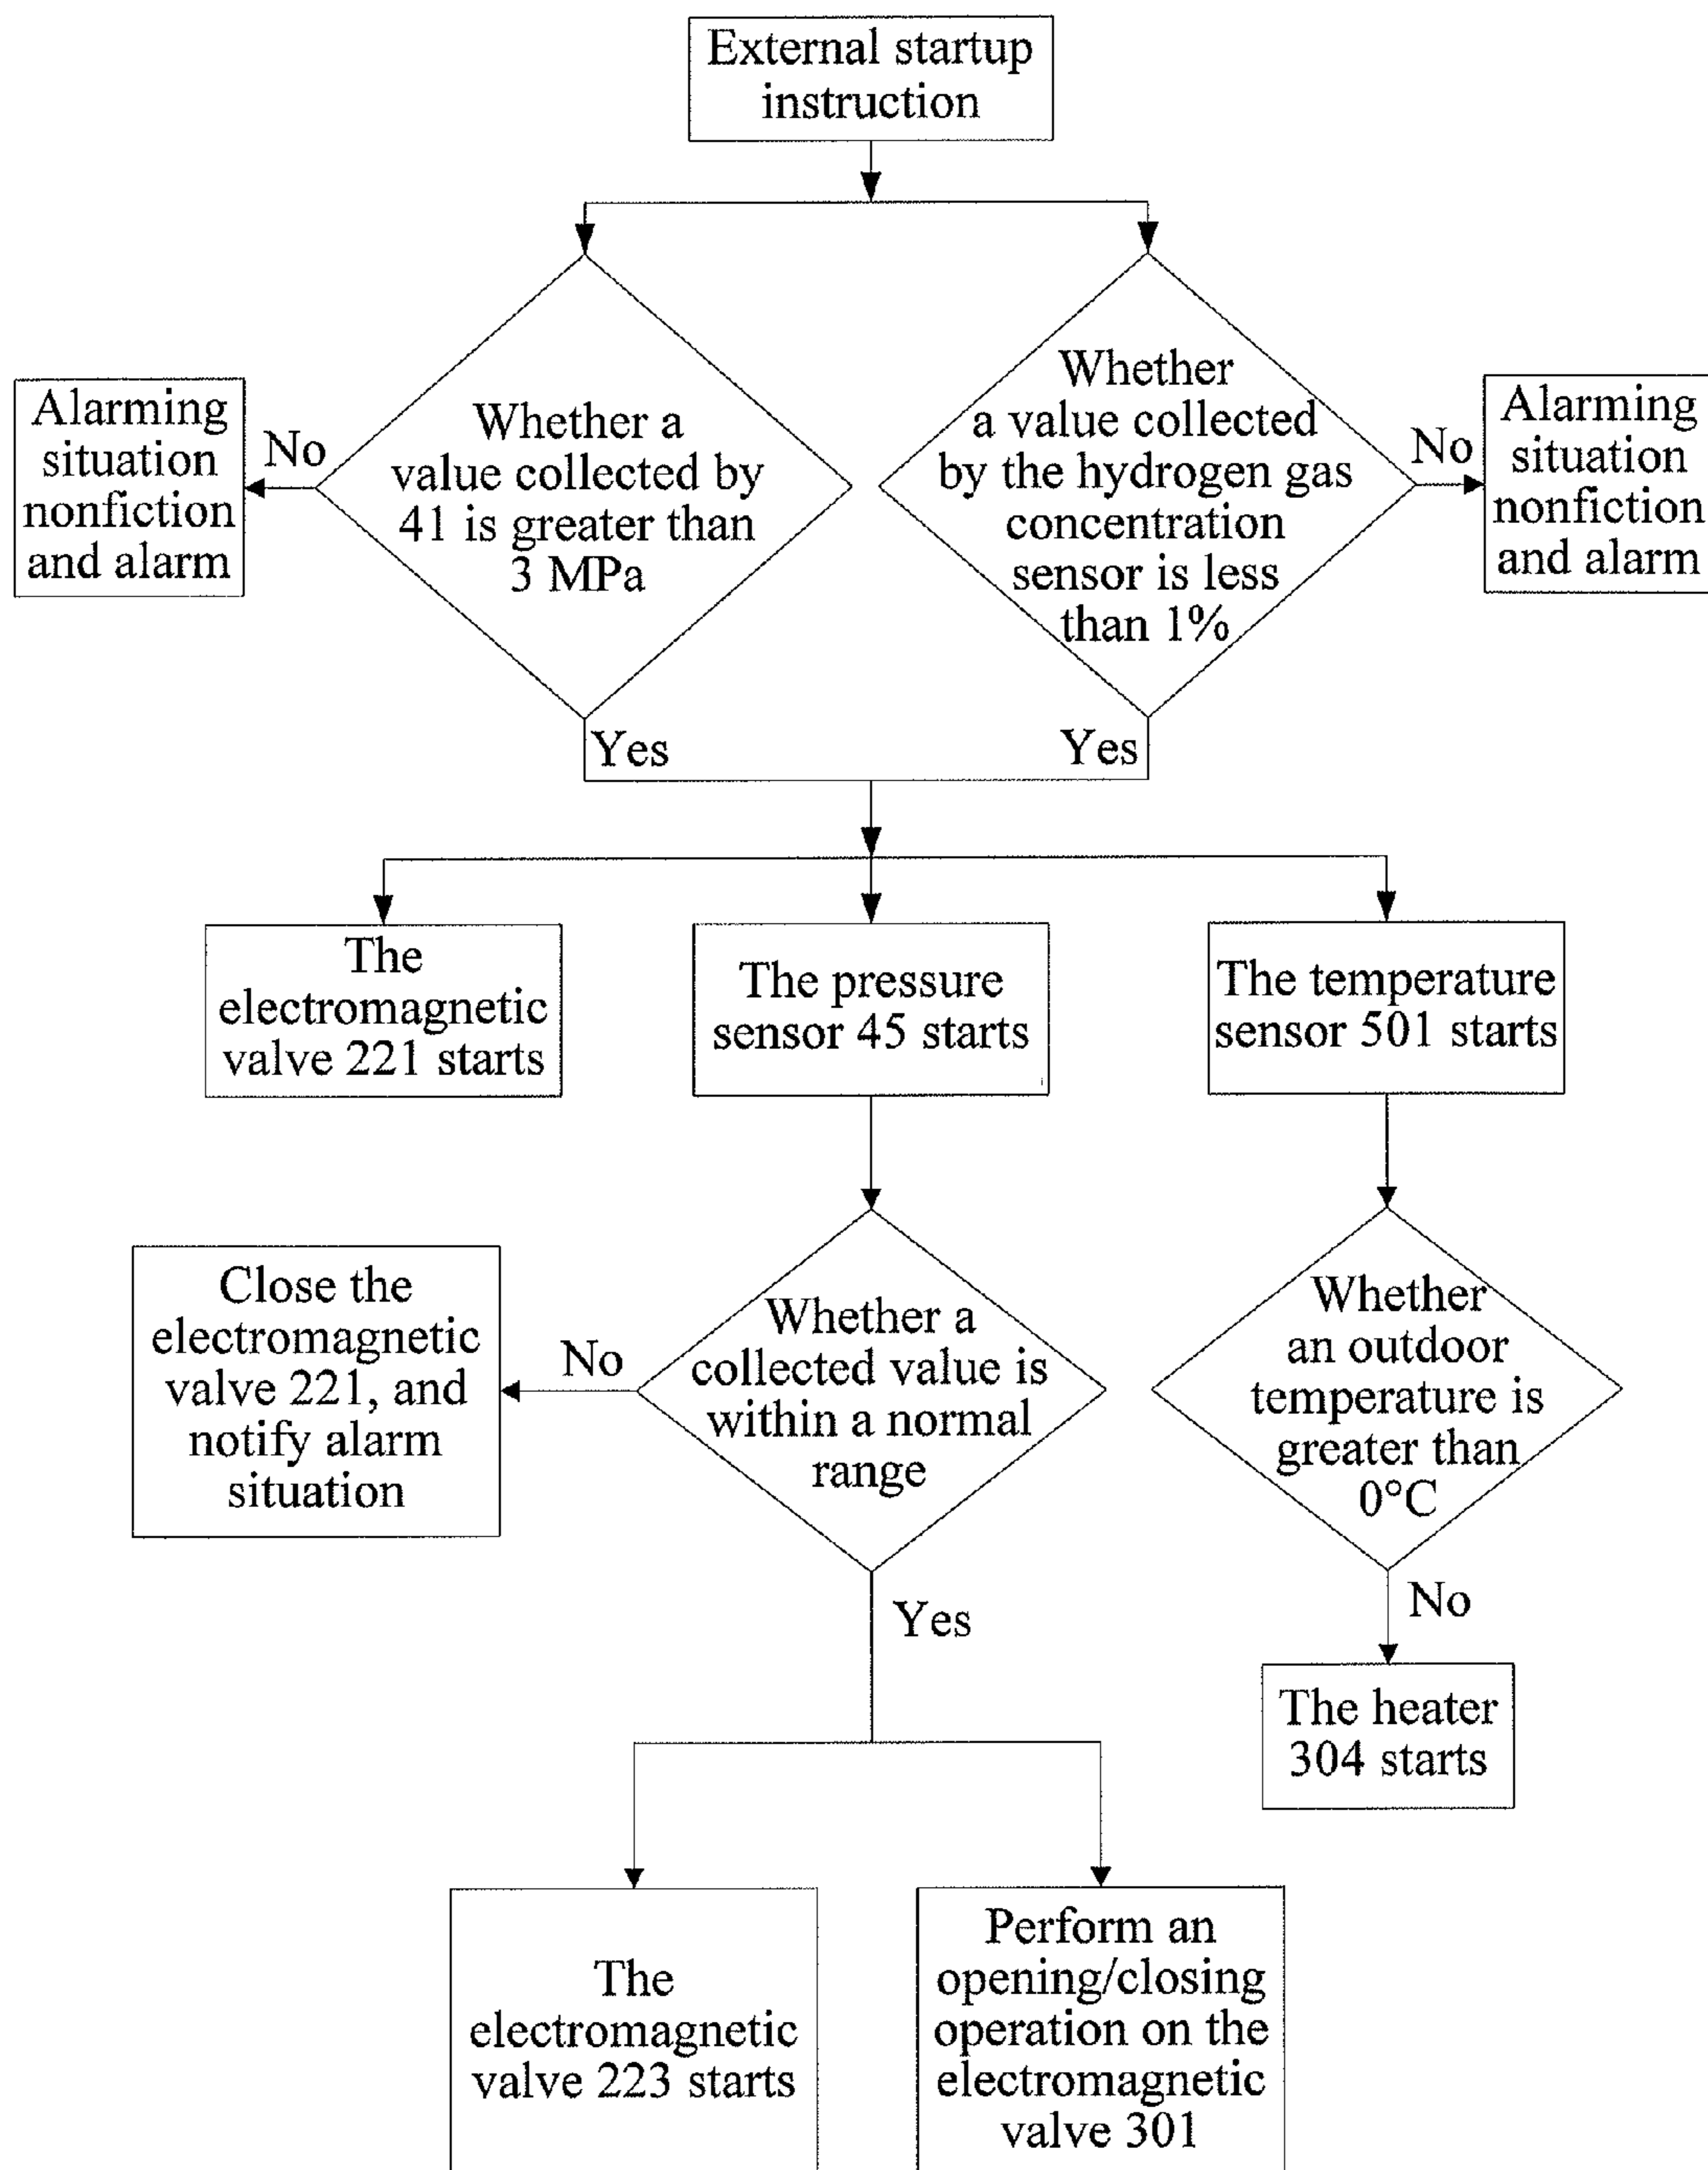 External startup
instruction
Alarming
situation
nonfiction
and alarm
No
Whether a
value collected by
41 is greater than
3 MPa
Whether
a value collected
by the hydrogen gas
concentration
sensor is less
than 1%
No
Alarming
situation
nonfiction
and alarm
Yes
Yes
The
electromagnetic
valve 221 starts
The pressure
sensor 45 starts
The temperature
sensor 501 starts
Close the
electromagnetic
valve 221, and
notify alarm
situation
No
Whether a
collected value is
within a normal
range
Whether
an outdoor
temperature is
greater than
0°C
Yes
No
The heater
304 starts
The
electromagnetic
valve 223 starts
Perform an
opening/closing
operation on the
electromagnetic
valve 301